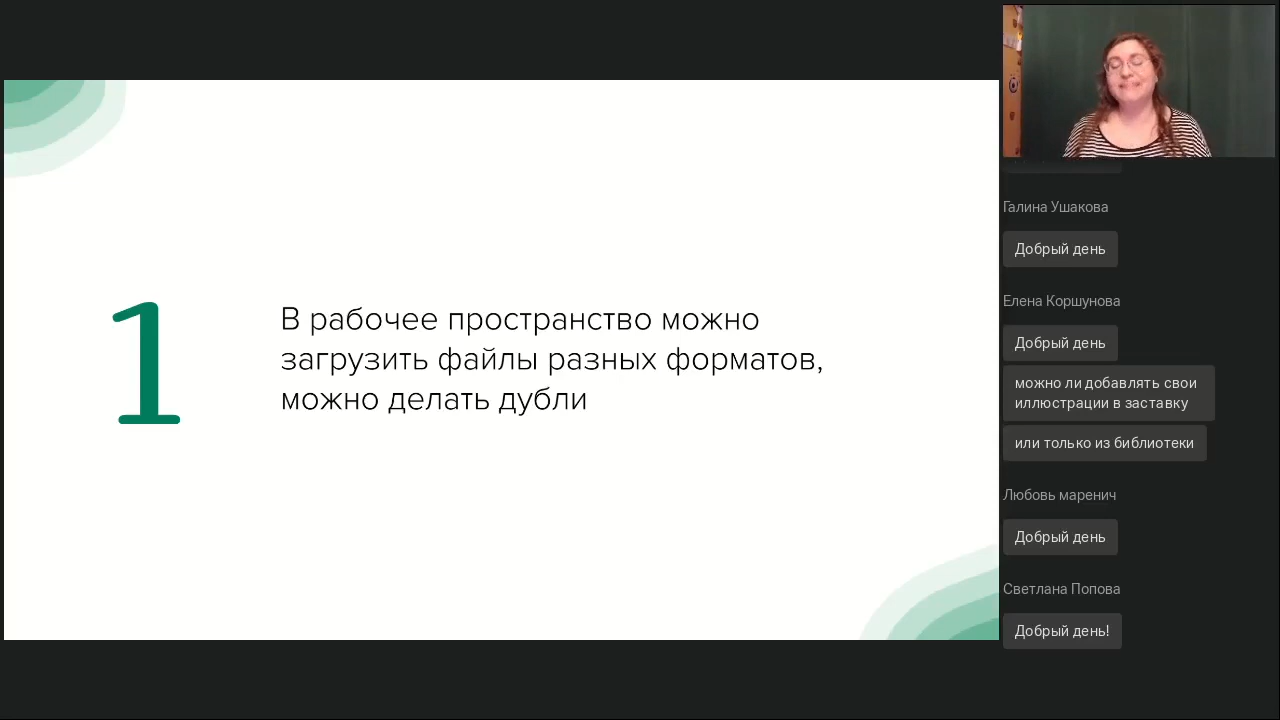 1
В рабочее пространство можно
загрузить файлы разных форматов,
можно делать дубли
Галина Ушакова
Добрый день
Елена Коршунова
Добрый день
можно ли добавлять свои
иллюстрации в заставку
или только из библиотеки
Любовь маренич
Добрый день
Светлана Попова
Добрый день!